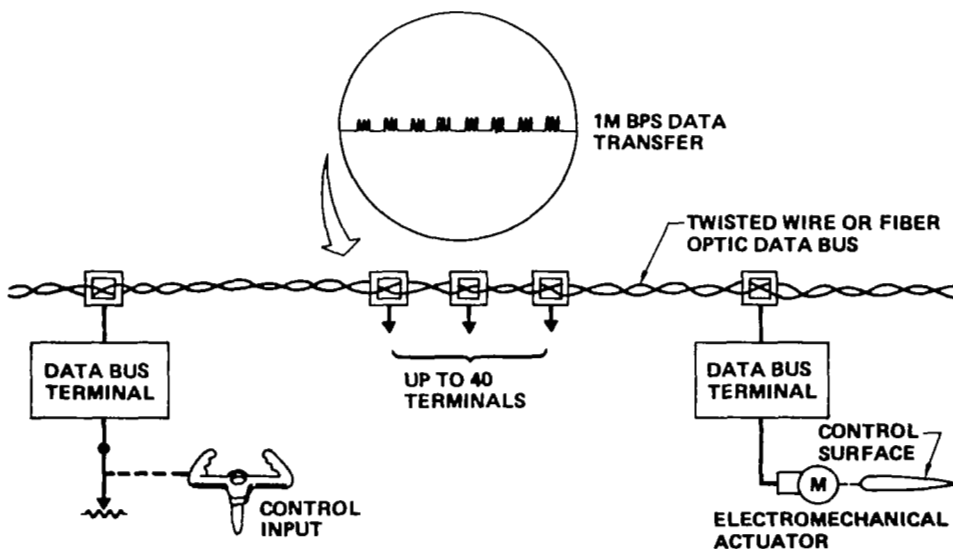 1M BPS DATA
TRANSFER
TWISTED WIRE OR FIBER
OPTIC DATA BUS
DATA BUS
TERMINAL
UP TO 40
TERMINALS
DATA BUS
TERMINAL
CONTROL
SURFACE
M
CONTROL
INPUT
ELECTROMECHANICAL
ACTUATOR